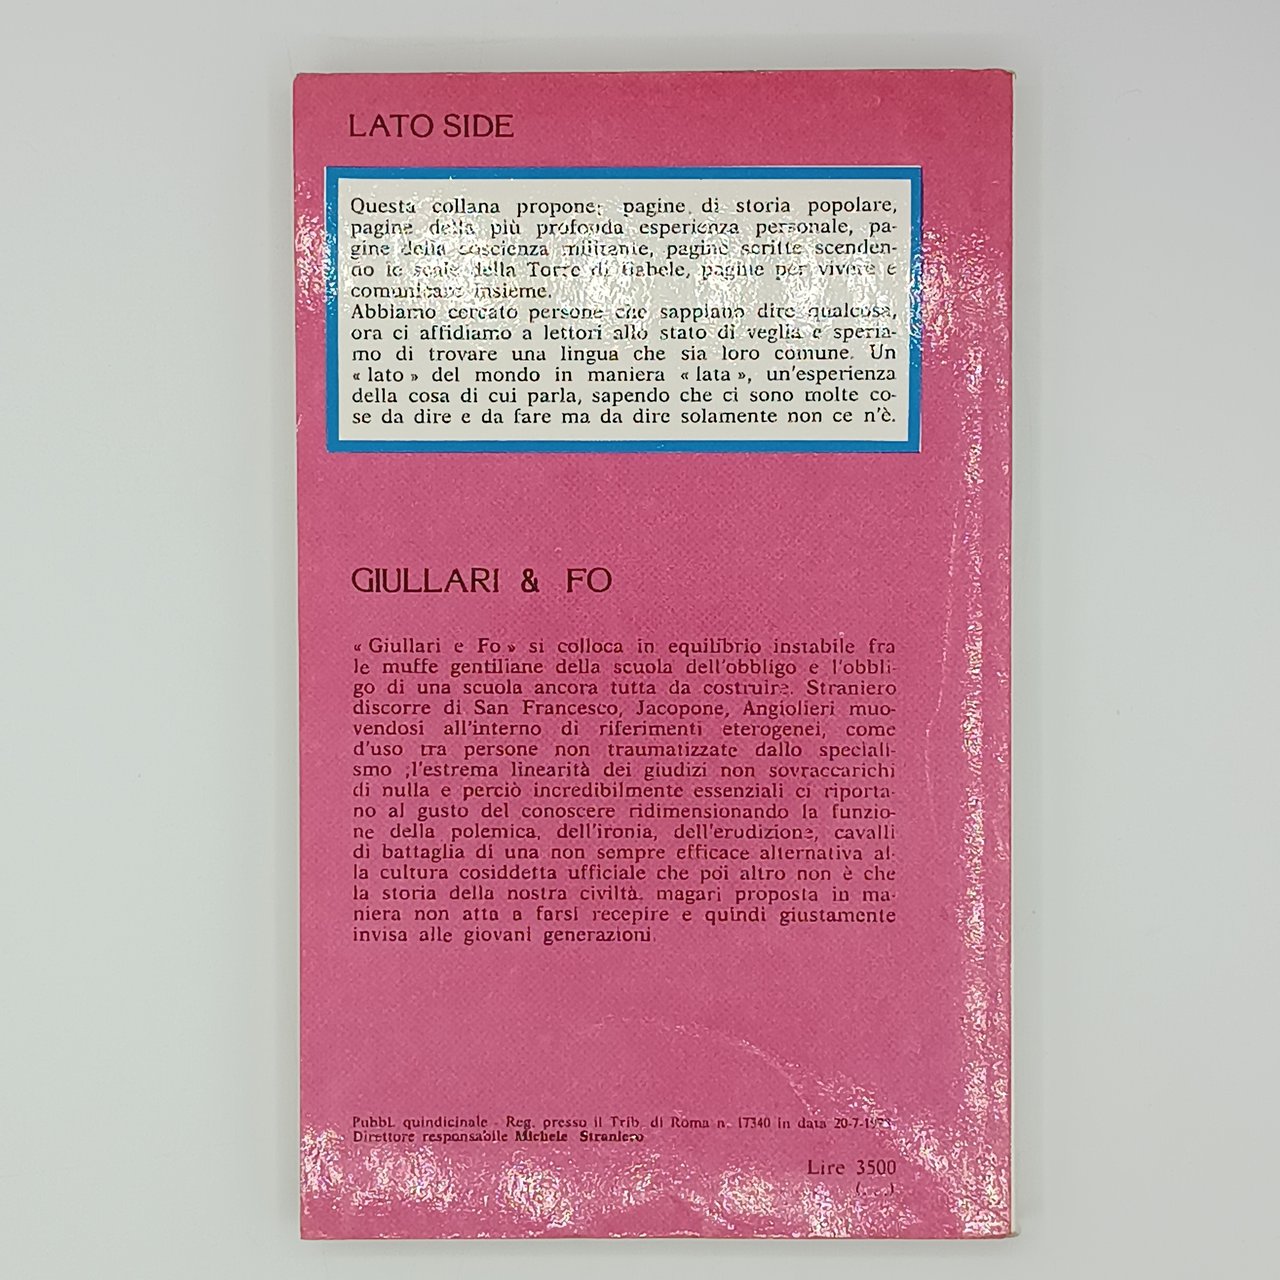 LATO SIDE
Questa collana propone: pagine di storia popolare,
pagine della più profonda esperienza personale, pa-
gine della coscienza militante, pagine scritte scenden-
do le scale della Torre di Babele, pagine per vivere e
comunicare insieme.
Abbiamo cercato persone che sappiano dire qualcosa,
ora ci affidiamo a lettori allo stato di veglia e speria-
mo di trovare una lingua che sia loro comune. Un
« lato » del mondo in maniera « lata », un'esperienza
della cosa di cui parla, sapendo che ci sono molte co-
se da dire e da fare ma da dire solamente non ce n'è.
GIULLARI & FO
« Giullari e Fo » si colloca in equilibrio instabile fra
le muffe gentiliane della scuola dell'obbligo e l'obbli-
go di una scuola ancora tutta da costruire. Straniero
discorre di San Francesco, Jacopone, Angiolieri muo-
vendosi all'interno di riferimenti eterogenei, come
d'uso tra persone non traumatizzate dallo speciali-
smo ;l'estrema linearità dei giudizi non sovraccarichi
di nulla e perciò incredibilmente essenziali ci riporta-
no al gusto del conoscere ridimensionando la funzio-
ne della polemica, dell'ironia, dell'erudizione, cavalli
di battaglia di una non sempre efficace alternativa al-
la cultura cosiddetta ufficiale che poi altro non è che
la storia della nostra civiltà, magari proposta in ma-
niera non atta a farsi recepire e quindi giustamente
invisa alle giovani generazioni.
Pubbl. quindicinale - Reg. presso il Trib. di Roma n. 17340 in data
Direttore responsabile Michele Straniero
Lire 3500